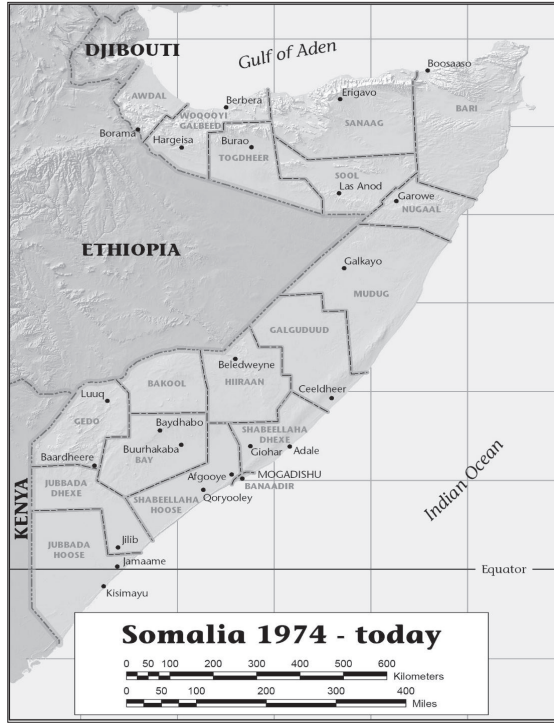 DJIBOUTI
Gulf of Aden
Boosaaso
AWDAL
Berbera
Erigavo
BARI
WOQOOYI
GALBEED
SANAAG
Borama
Hargeisa
Burao
TOGDHEER
SOOL
Las Anod
Garowe
NUGAAL
ETHIOPIA
Galkayo
MUDUG
GALGUDUUD
Beledweyne
HIIRAAN
BAKOOL
Luuq
GEDO
Ceeldheer
Baydhabo
SHABEELLAHA
DHEXE
Buurhakaba
BAY
Giohar
Adale
Baardheere
Afgooye
MOGADISHU
BANAADIR
JUBBADA
DHEXE
SHABEELLAHA
HOOSE
Qoryooley
Indian Ocean
KENYA
JUBBADA
HOOSE
Jilib
Jamaame
Equator
Kisimayu
Somalia 1974 - today
0 50 100 200 300 400 500 600
Kilometers
0 50 100 200 300 400
Miles